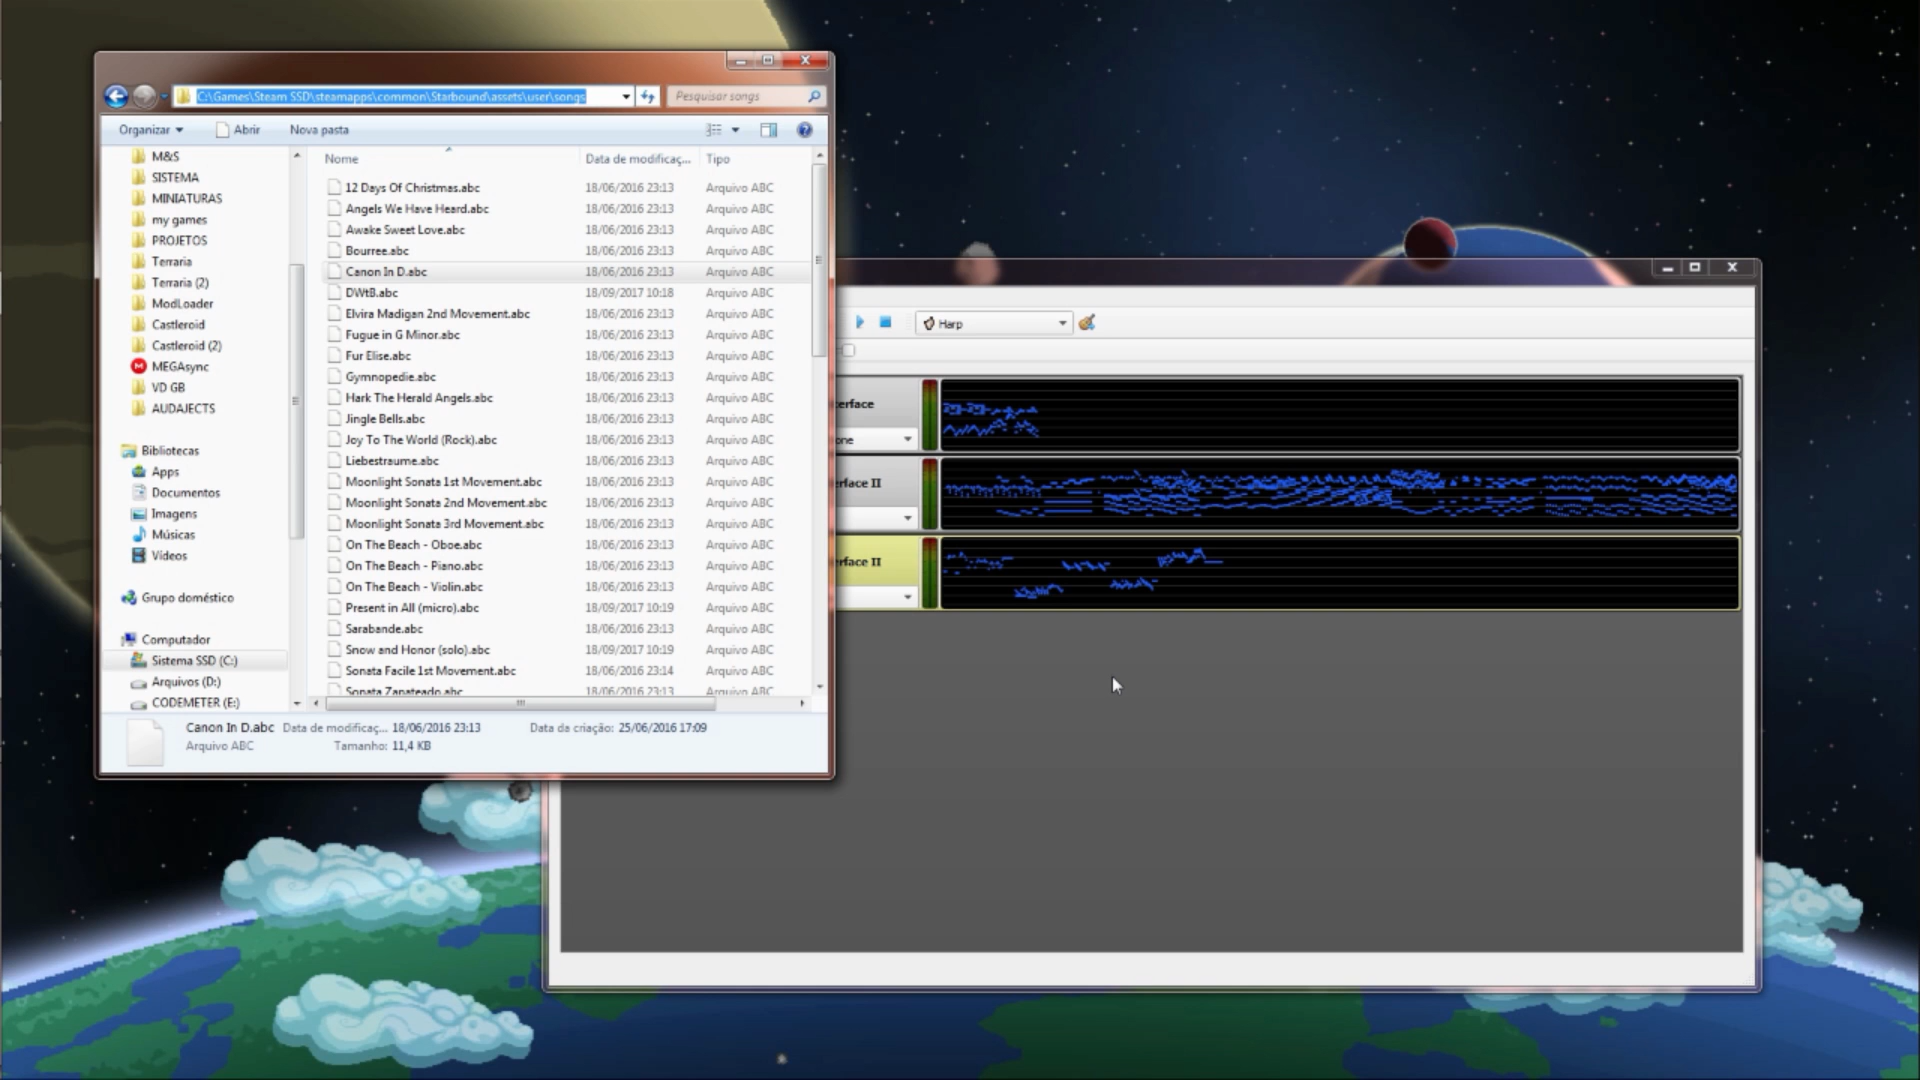 C:\Games\Steam SSD\steamapps\common\Starbound\assets\user\songs
Pesquisar songs
Organizar
Abrir
Nova pasta
M&S
SISTEMA
MINIATURAS
my games
PROJETOS
Terraria
Terraria (2)
ModLoader
Castleroid
Castleroid (2)
MEGAsync
VD GB
AUDAJECTS
Bibliotecas
Apps
Documentos
Imagens
Músicas
Vídeos
Grupo doméstico
Computador
Sistema SSD (C:)
Arquivos (D:)
CODEMETER (E:)
Nome Data de modificaç... Tipo
12 Days Of Christmas.abc 18/06/2016 23:13 Arquivo ABC
Angels We Have Heard.abc 18/06/2016 23:13 Arquivo ABC
Awake Sweet Love.abc 18/06/2016 23:13 Arquivo ABC
Bourree.abc 18/06/2016 23:13 Arquivo ABC
Canon In D.abc 18/06/2016 23:13 Arquivo ABC
DWtB.abc 18/09/2017 10:18 Arquivo ABC
Elvira Madigan 2nd Movement.abc 18/06/2016 23:13 Arquivo ABC
Fugue in G Minor.abc 18/06/2016 23:13 Arquivo ABC
Fur Elise.abc 18/06/2016 23:13 Arquivo ABC
Gymnopedie.abc 18/06/2016 23:13 Arquivo ABC
Hark The Herald Angels.abc 18/06/2016 23:13 Arquivo ABC
Jingle Bells.abc 18/06/2016 23:13 Arquivo ABC
Joy To The World (Rock).abc 18/06/2016 23:13 Arquivo ABC
Liebestraume.abc 18/06/2016 23:13 Arquivo ABC
Moonlight Sonata 1st Movement.abc 18/06/2016 23:13 Arquivo ABC
Moonlight Sonata 2nd Movement.abc 18/06/2016 23:13 Arquivo ABC
Moonlight Sonata 3rd Movement.abc 18/06/2016 23:13 Arquivo ABC
On The Beach - Oboe.abc 18/06/2016 23:13 Arquivo ABC
On The Beach - Piano.abc 18/06/2016 23:13 Arquivo ABC
On The Beach - Violin.abc 18/06/2016 23:13 Arquivo ABC
Present in All (micro).abc 18/09/2017 10:19 Arquivo ABC
Sarabande.abc 18/06/2016 23:13 Arquivo ABC
Snow and Honor (solo).abc 18/09/2017 10:19 Arquivo ABC
Sonata Facile 1st Movement.abc 18/06/2016 23:14 Arquivo ABC
Sonata Zapateado.abc 18/06/2016 23:13 Arquivo ABC
Canon In D.abc Data de modificaç... 18/06/2016 23:13 Data da criação: 25/06/2016 17:09
Arquivo ABC Tamanho: 11,4 KB
Harp
erface
one
erface II
erface II